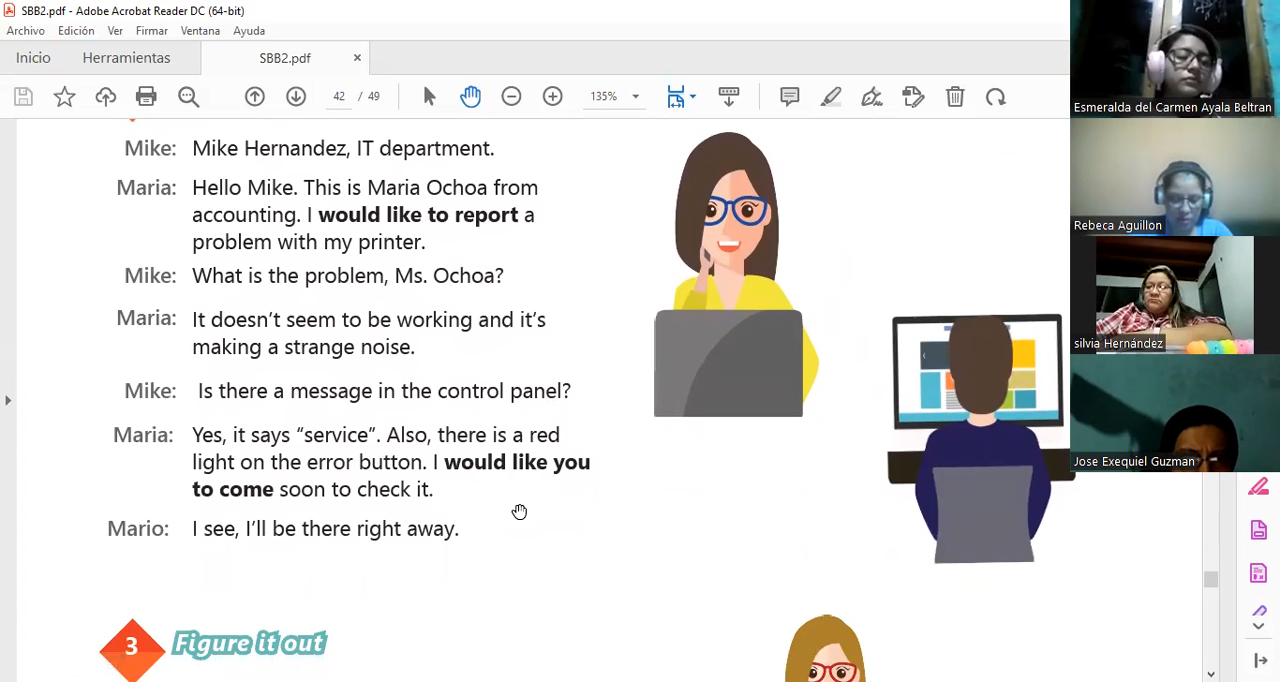 SBB2.pdf - Adobe Acrobat Reader DC (64-bit)
Archivo Edición Ver Firmar Ventana Ayuda
Inicio Herramientas SBB2.pdf ×
42 / 49 135%
Mike: Mike Hernandez, IT department.
Maria: Hello Mike. This is Maria Ochoa from
accounting. I would like to report a
problem with my printer.
Mike: What is the problem, Ms. Ochoa?
Maria: It doesn't seem to be working and it's
making a strange noise.
Mike: Is there a message in the control panel?
Maria: Yes, it says “service”. Also, there is a red
light on the error button. I would like you
to come soon to check it.
Mario: I see, I'll be there right away.
3 Figure it out
Esmeralda del Carmen Ayala Beltran
Rebeca Aguillon
silvia Hernández
Jose Exequiel Guzman